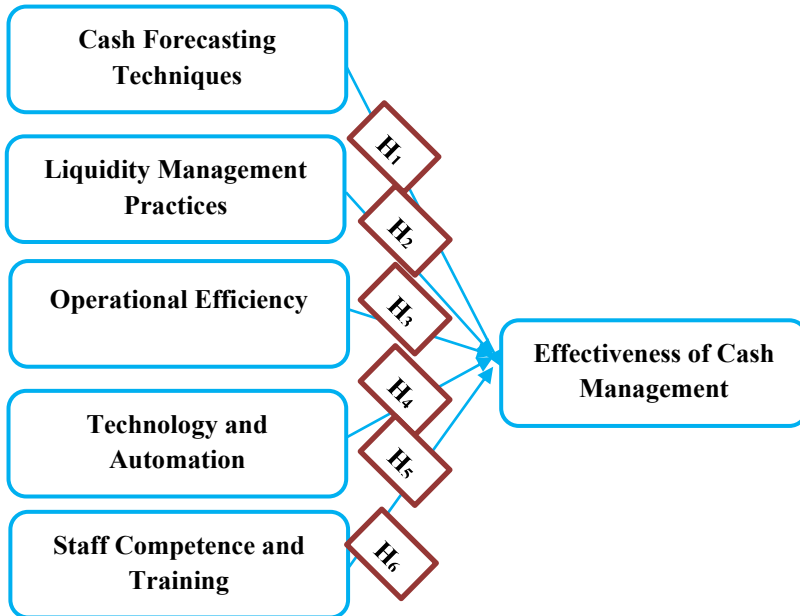 Cash Forecasting
Techniques
H₁
Liquidity Management
Practices
H₂
Operational Efficiency
H₃
Effectiveness of Cash
Management
H₄
Technology and
Automation
H₅
Staff Competence and
Training
H₆